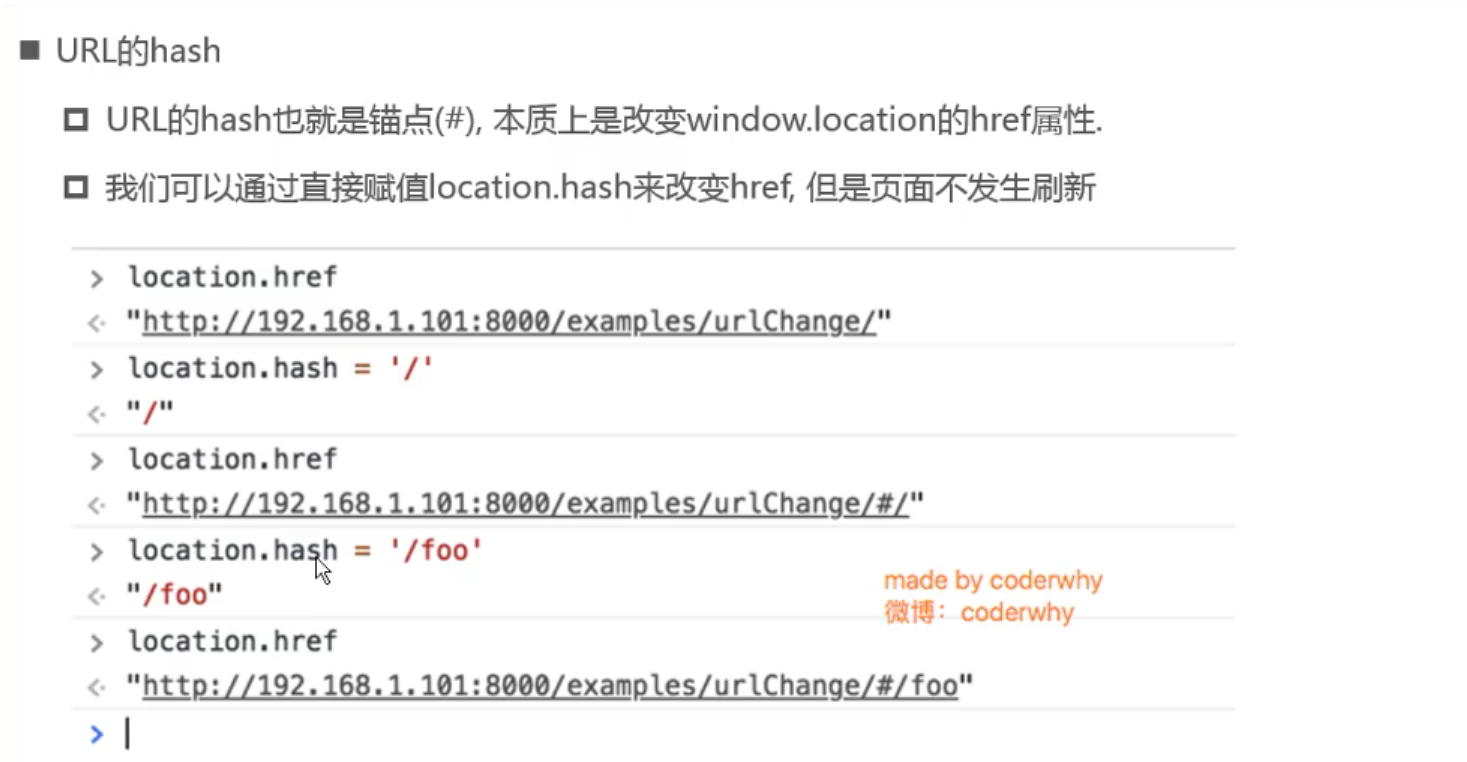 URL的hash
URL的hash也就是锚点(#), 本质上是改变window.location的href属性.
我们可以通过直接赋值location.hash来改变href, 但是页面不发生刷新
> location.href
<· "http://192.168.1.101:8000/examples/urlChange/"
> location.hash = '/'
<· "/"
> location.href
<· "http://192.168.1.101:8000/examples/urlChange/#/"
> location.hash = '/foo'
<· "/foo"
> location.href
<· "http://192.168.1.101:8000/examples/urlChange/#/foo"
>
made by coderwhy
微博：coderwhy